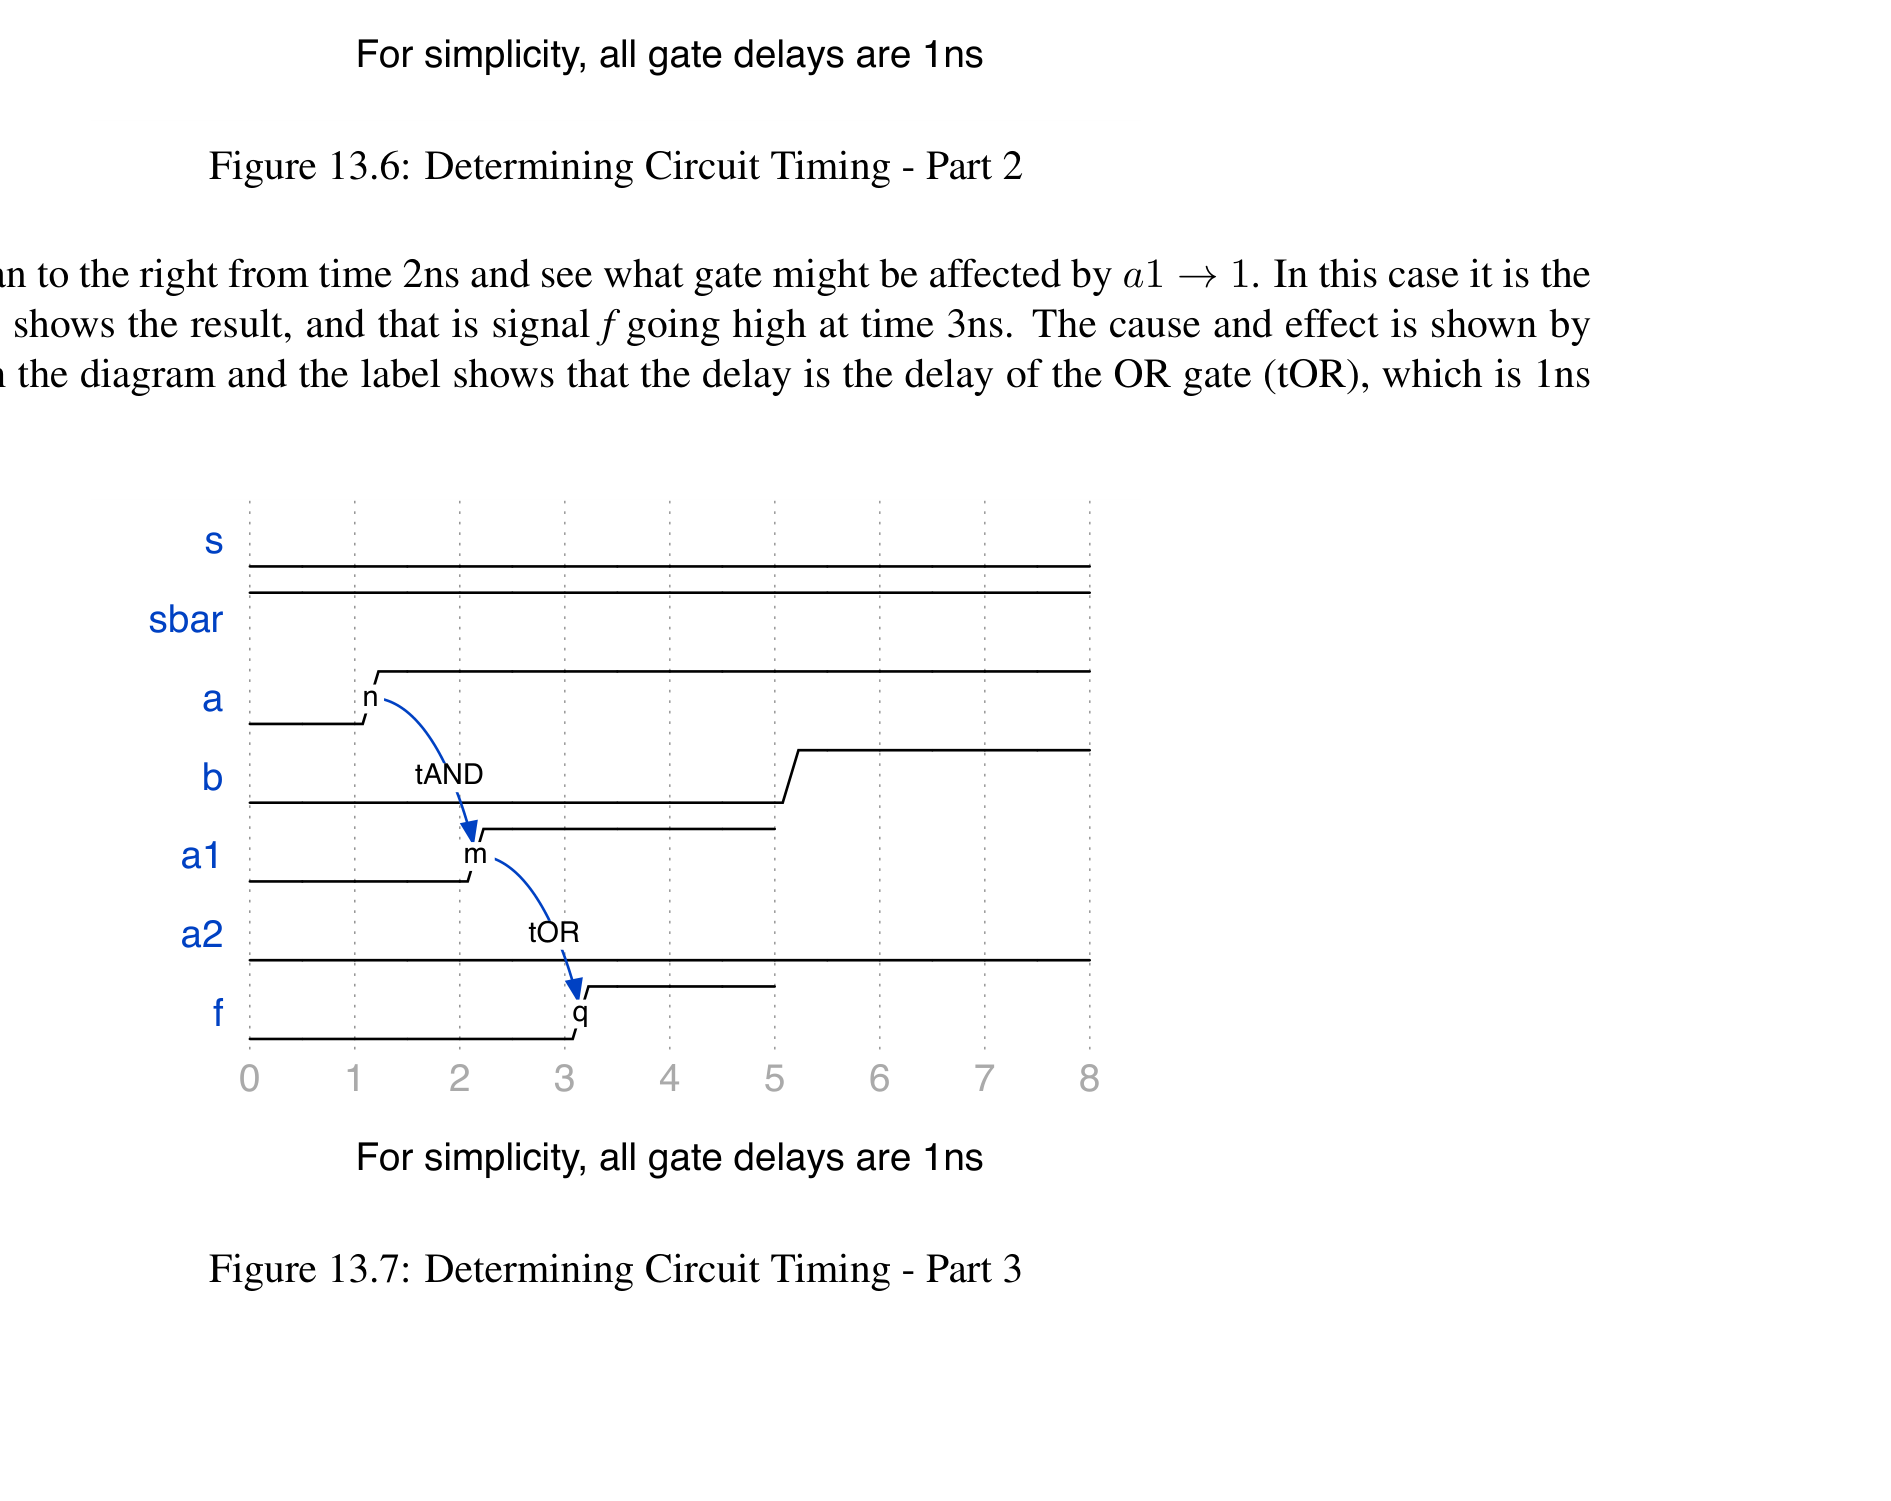 For simplicity, all gate delays are 1ns
Figure 13.6: Determining Circuit Timing - Part 2
to the right from time 2ns and see what gate might be affected by a1 → 1. In this case it is the
shows the result, and that is signal f going high at time 3ns. The cause and effect is shown by
the diagram and the label shows that the delay is the delay of the OR gate (tOR), which is 1ns
s
sbar
a
n
tAND
b
a1
m
tOR
a2
f
q
0 1 2 3 4 5 6 7 8
For simplicity, all gate delays are 1ns
Figure 13.7: Determining Circuit Timing - Part 3